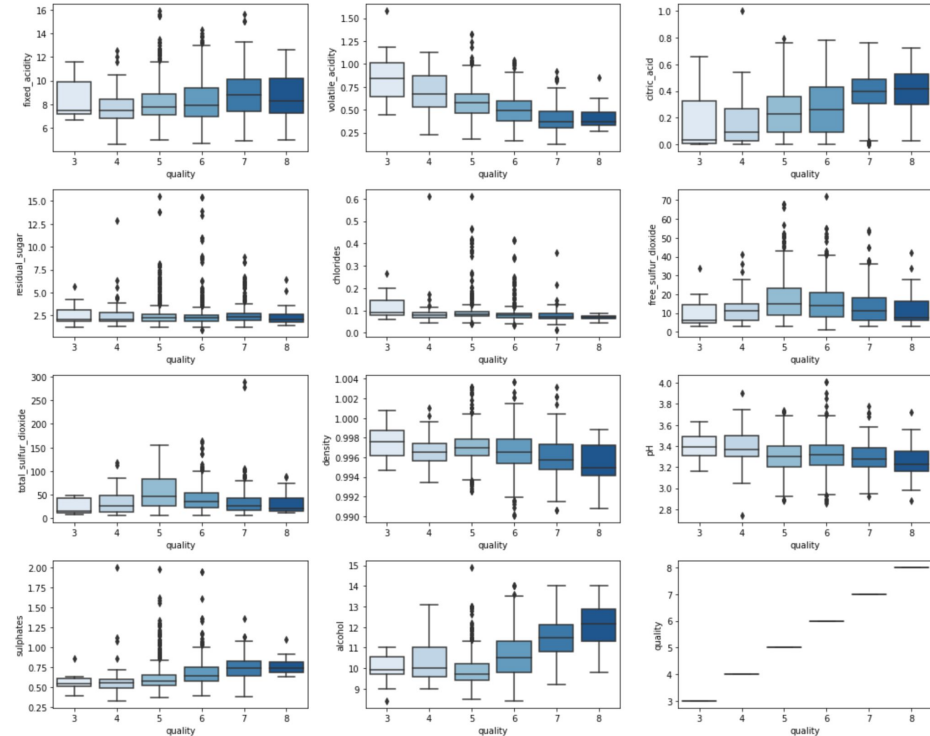 fixed_acidity
16
14
12
10
8
6
3 4 5 6 7 8
quality
volatile_acidity
1.50
1.25
1.00
0.75
0.50
0.25
3 4 5 6 7 8
quality
citric_acid
1.0
0.8
0.6
0.4
0.2
0.0
3 4 5 6 7 8
quality
residual_sugar
15.0
12.5
10.0
7.5
5.0
2.5
3 4 5 6 7 8
quality
chlorides
0.6
0.5
0.4
0.3
0.2
0.1
0.0
3 4 5 6 7 8
quality
free_sulfur_dioxide
70
60
50
40
30
20
10
0
3 4 5 6 7 8
quality
total_sulfur_dioxide
300
250
200
150
100
50
0
3 4 5 6 7 8
quality
density
1.004
1.002
1.000
0.998
0.996
0.994
0.992
0.990
3 4 5 6 7 8
quality
pH
4.0
3.8
3.6
3.4
3.2
3.0
2.8
3 4 5 6 7 8
quality
sulphates
2.00
1.75
1.50
1.25
1.00
0.75
0.50
0.25
3 4 5 6 7 8
quality
alcohol
15
14
13
12
11
10
9
3 4 5 6 7 8
quality
quality
8
7
6
5
4
3
3 4 5 6 7 8
quality